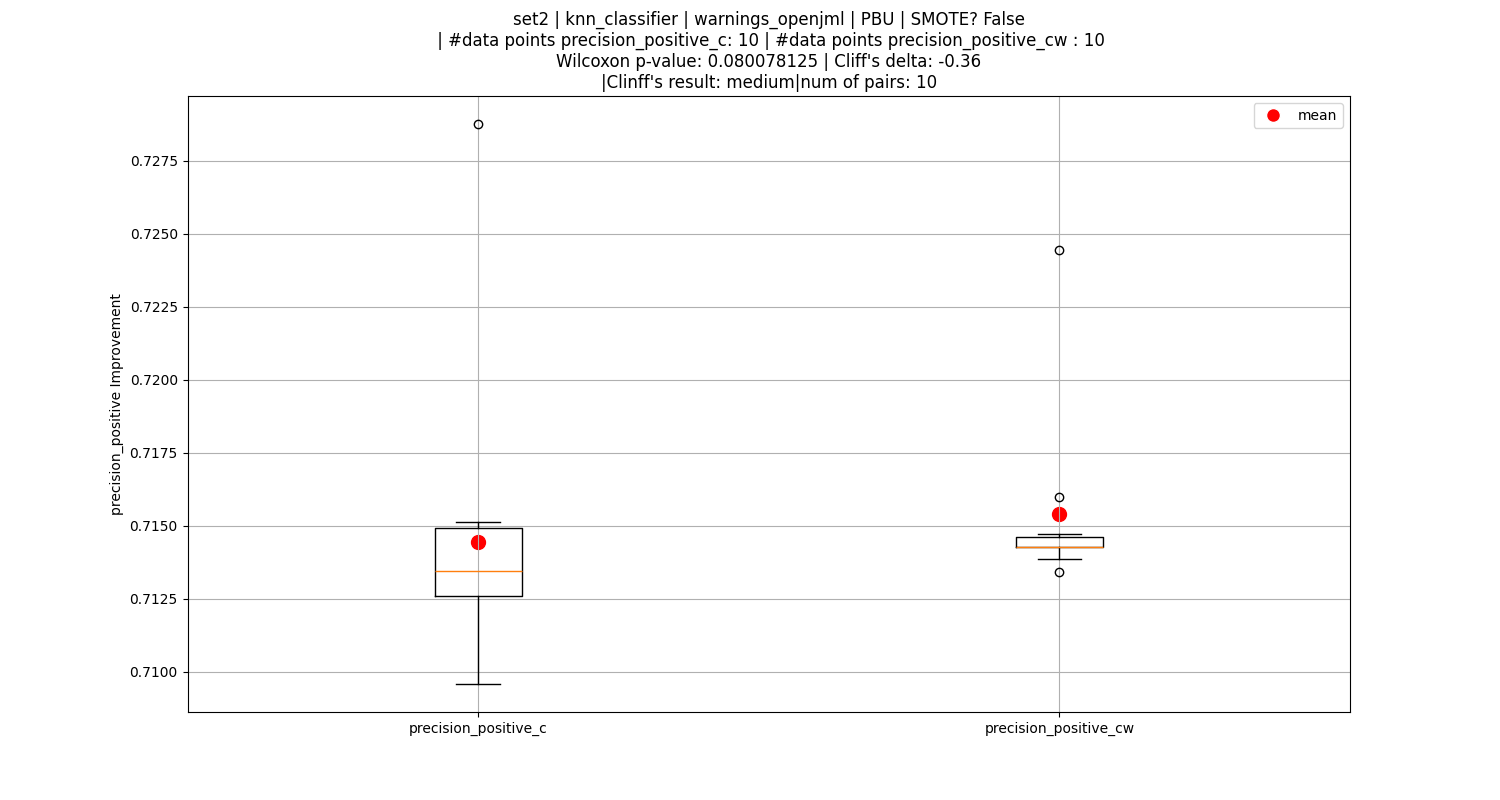 set2 | knn_classifier | warnings_openjml | PBU | SMOTE? False
| #data points precision_positive_c: 10 | #data points precision_positive_cw : 10
Wilcoxon p-value: 0.080078125 | Cliff's delta: -0.36
|Clinff's result: medium|num of pairs: 10
mean
precision_positive Improvement
0.7275
0.7250
0.7225
0.7200
0.7175
0.7150
0.7125
0.7100
precision_positive_c
precision_positive_cw